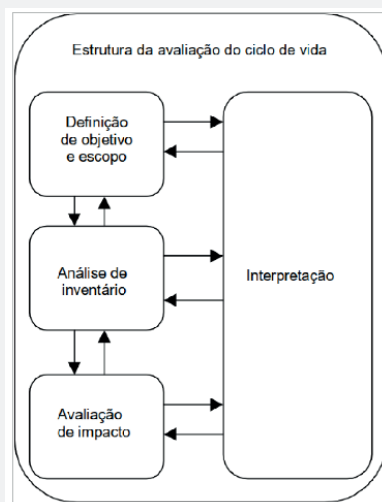 Estrutura da avaliação do ciclo de vida
Definição
de objetivo
e escopo
Análise de
inventário
Interpretação
Avaliação
de impacto